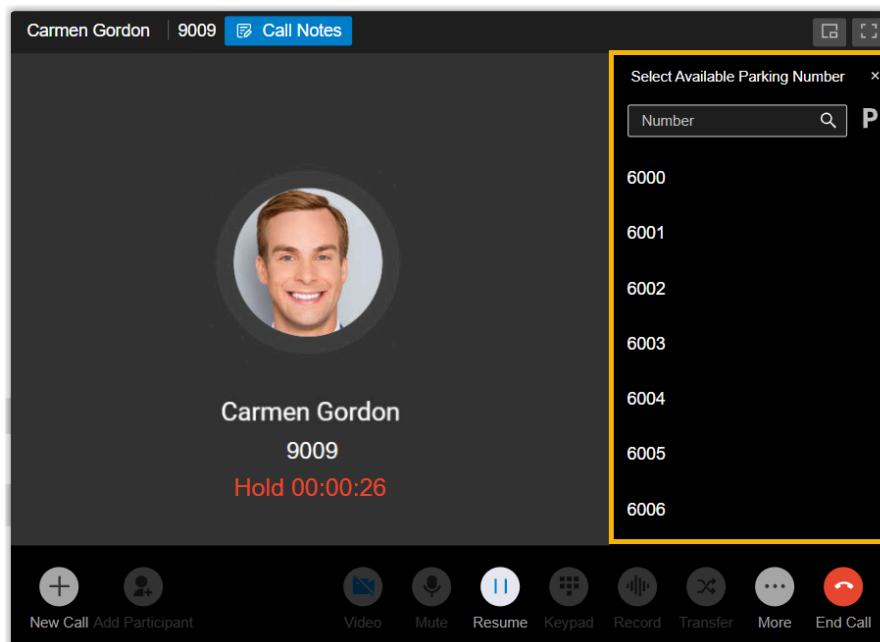 Carmen Gordon 9009 Call Notes
Select Available Parking Number ×
Number P
6000
6001
6002
6003
6004
6005
6006
Carmen Gordon
9009
Hold 00:00:26
New Call Add Participant Video Mute Resume Keypad Record Transfer More End Call